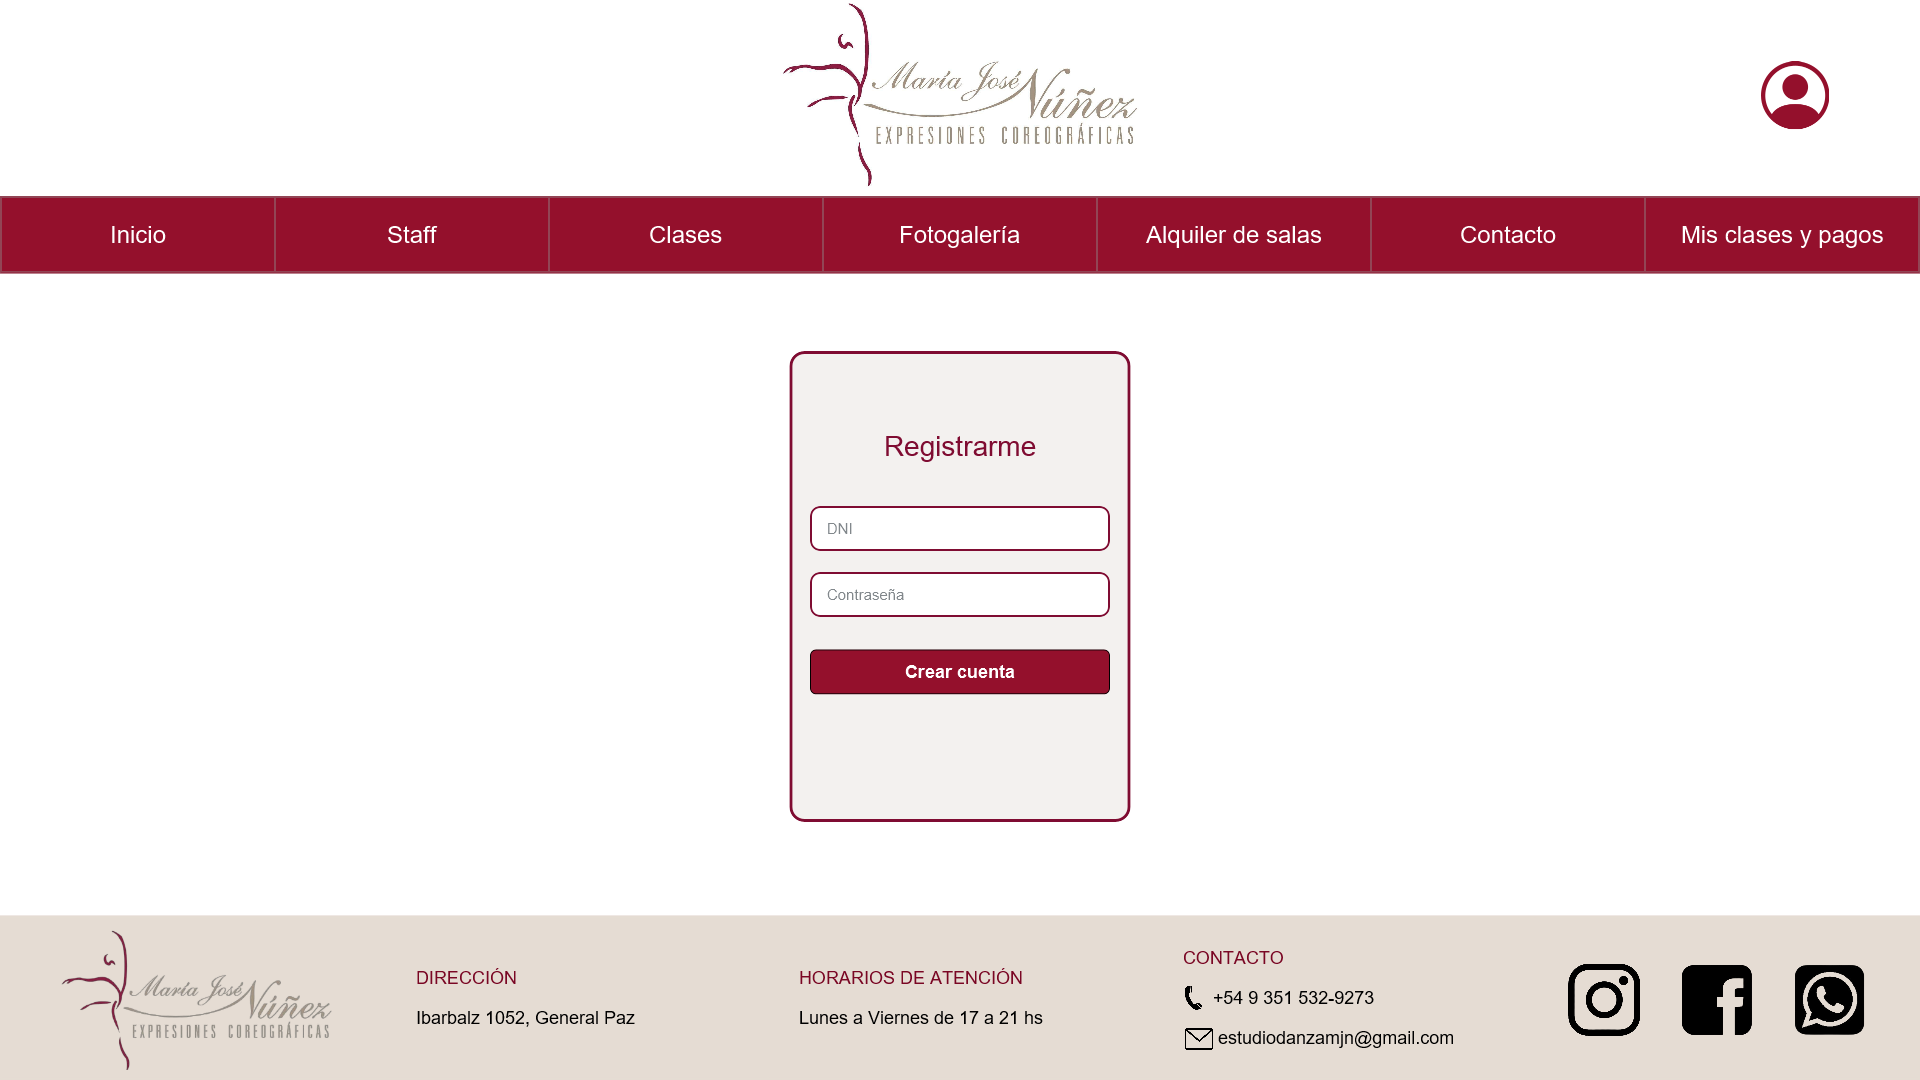 María José Núñez
EXPRESIONES COREOGRÁFICAS
Inicio
Staff
Clases
Fotogalería
Alquiler de salas
Contacto
Mis clases y pagos
Registrarme
DNI
Contraseña
Crear cuenta
María José Núñez
EXPRESIONES COREOGRÁFICAS
DIRECCIÓN
Ibarbalz 1052, General Paz
HORARIOS DE ATENCIÓN
Lunes a Viernes de 17 a 21 hs
CONTACTO
+54 9 351 532-9273
estudiodanzamjn@gmail.com